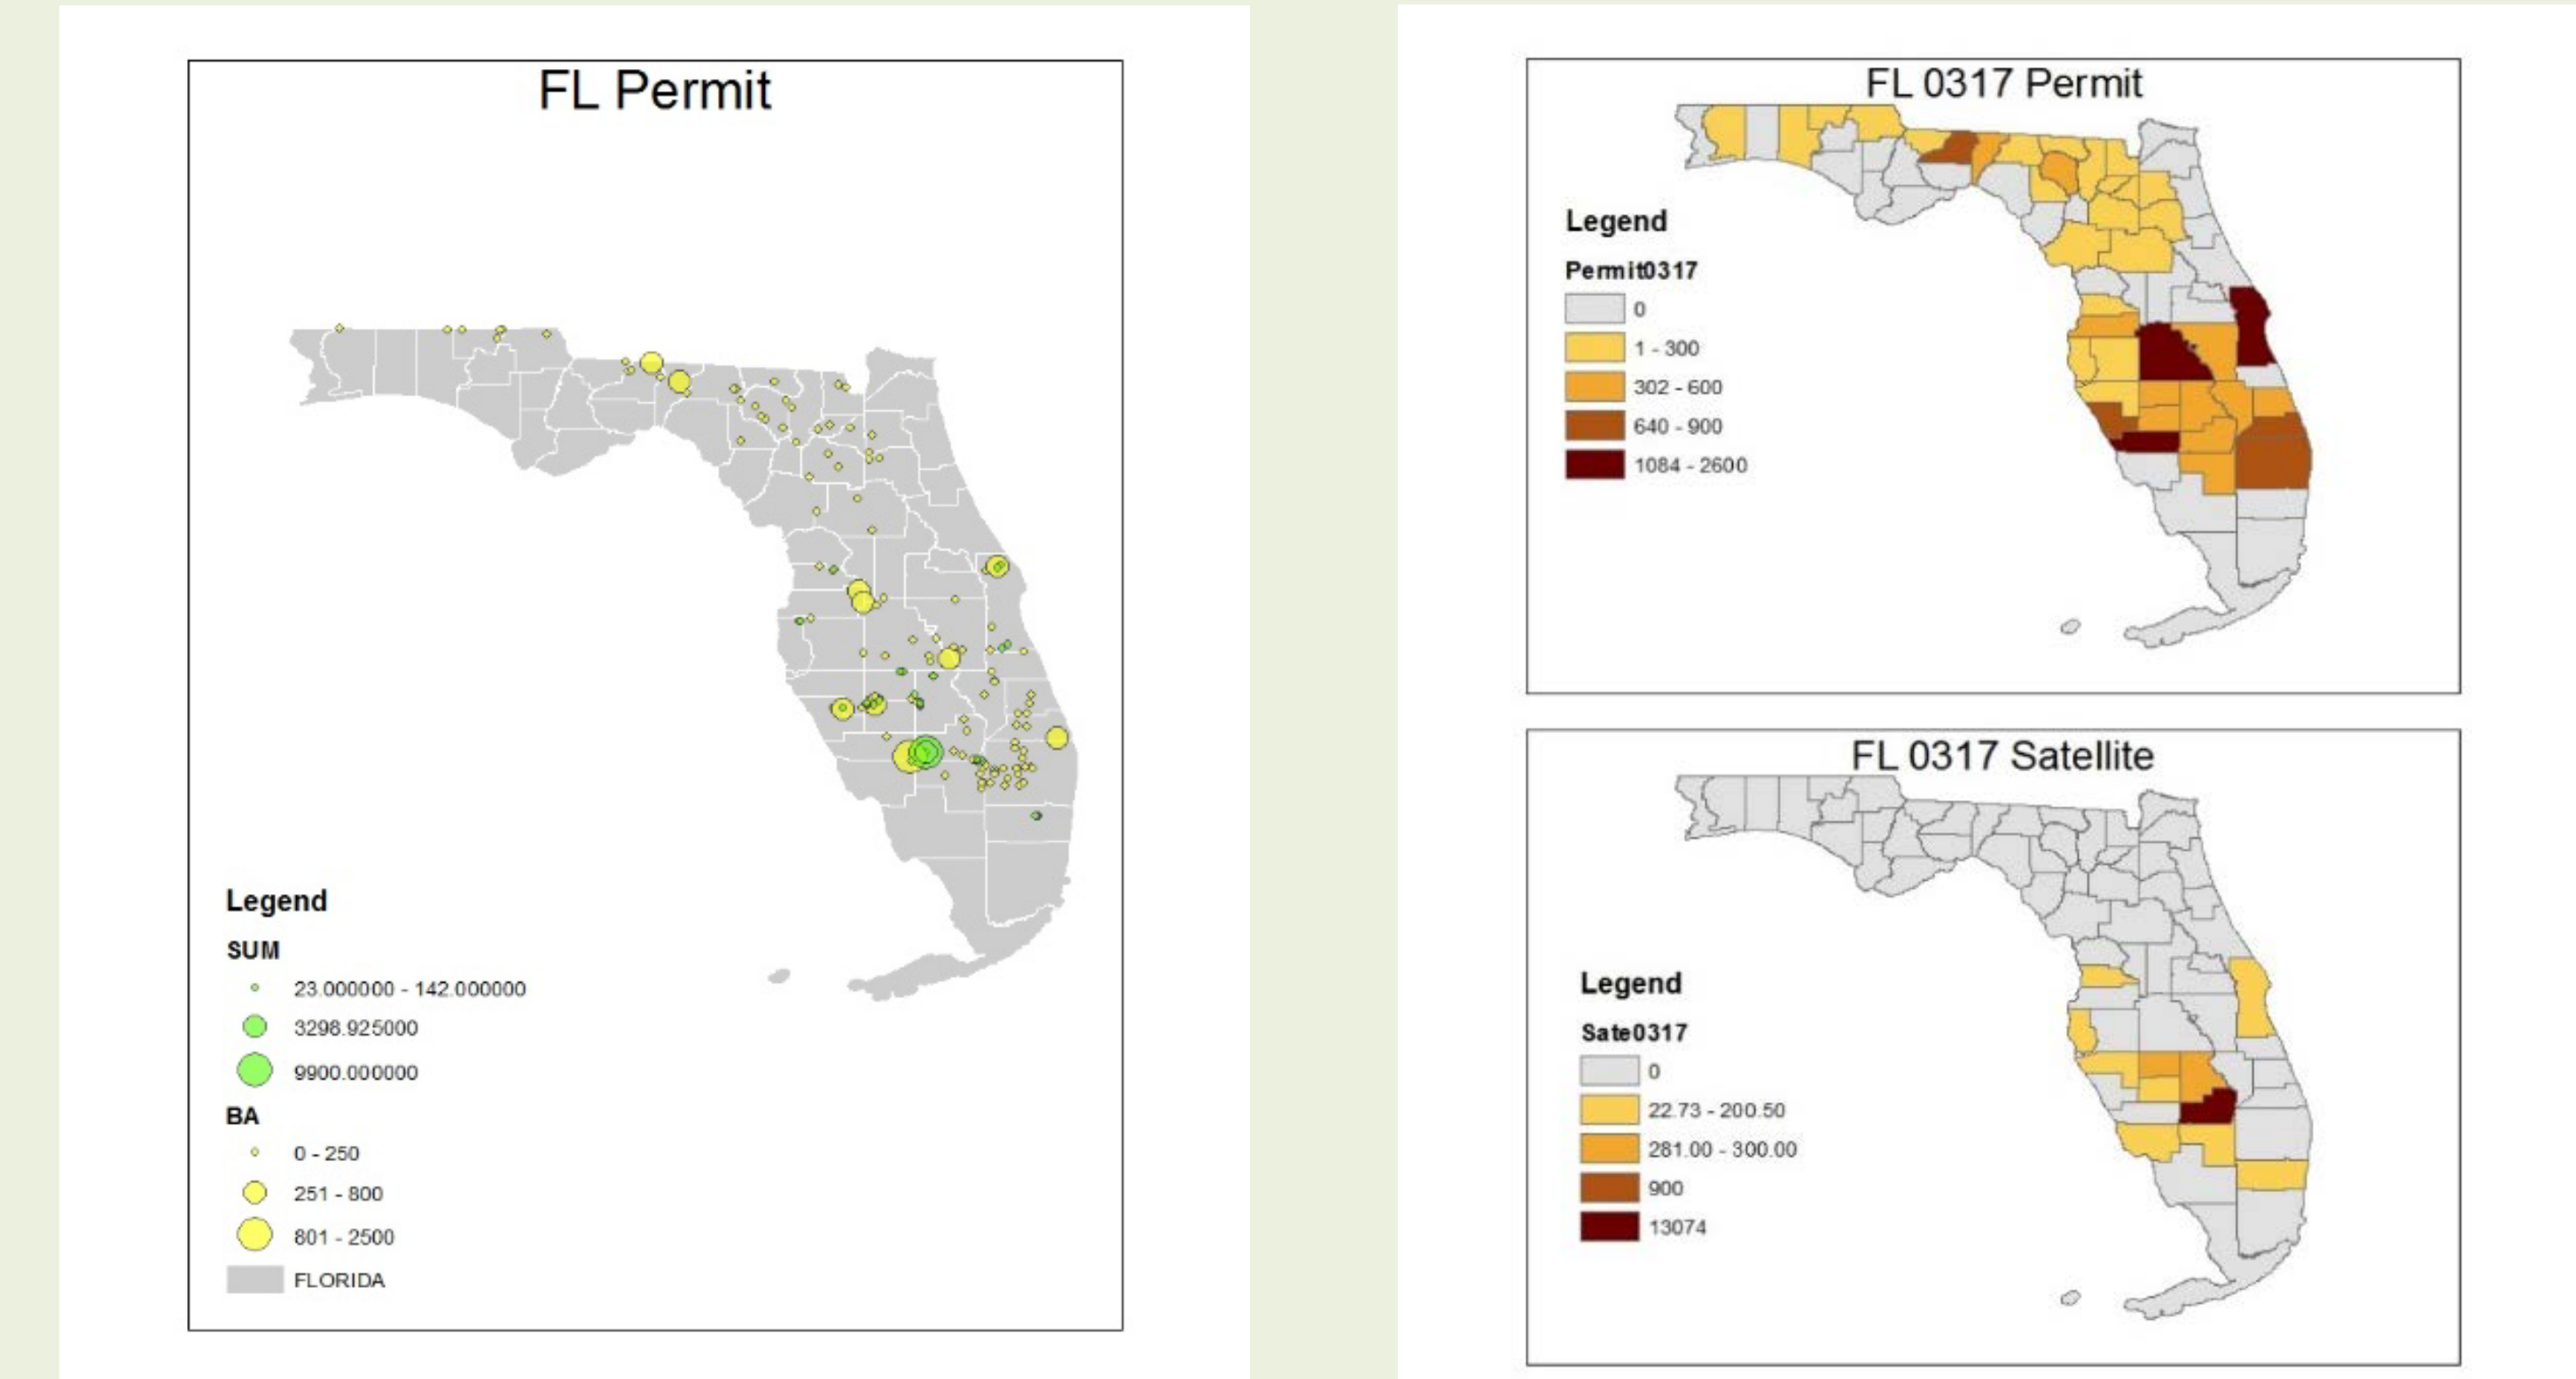 FL Permit
Legend
SUM
23.000000 - 142.000000
3298.925000
9900.000000
BA
0 - 250
251 - 800
801 - 2500
FLORIDA
FL 0317 Permit
Legend
Permit0317
0
1 - 300
302 - 600
640 - 900
1084 - 2600
FL 0317 Satellite
Legend
Sate0317
0
22.73 - 200.50
281.00 - 300.00
900
13074